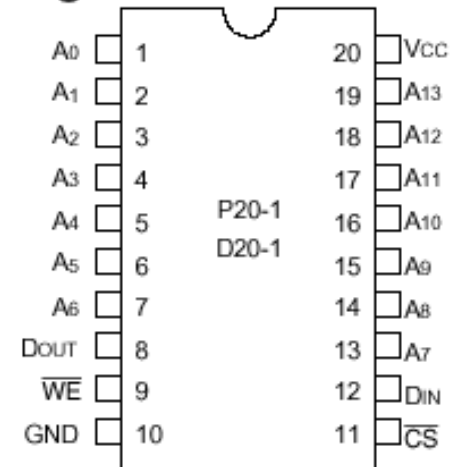 A0 1 20 VCC
A1 2 19 A13
A2 3 18 A12
A3 4 17 A11
A4 5 P20-1 16 A10
A5 6 D20-1 15 A9
A6 7 14 A8
DOUT 8 13 A7
W̅E̅ 9 12 DIN
GND 10 11 C̅S̅